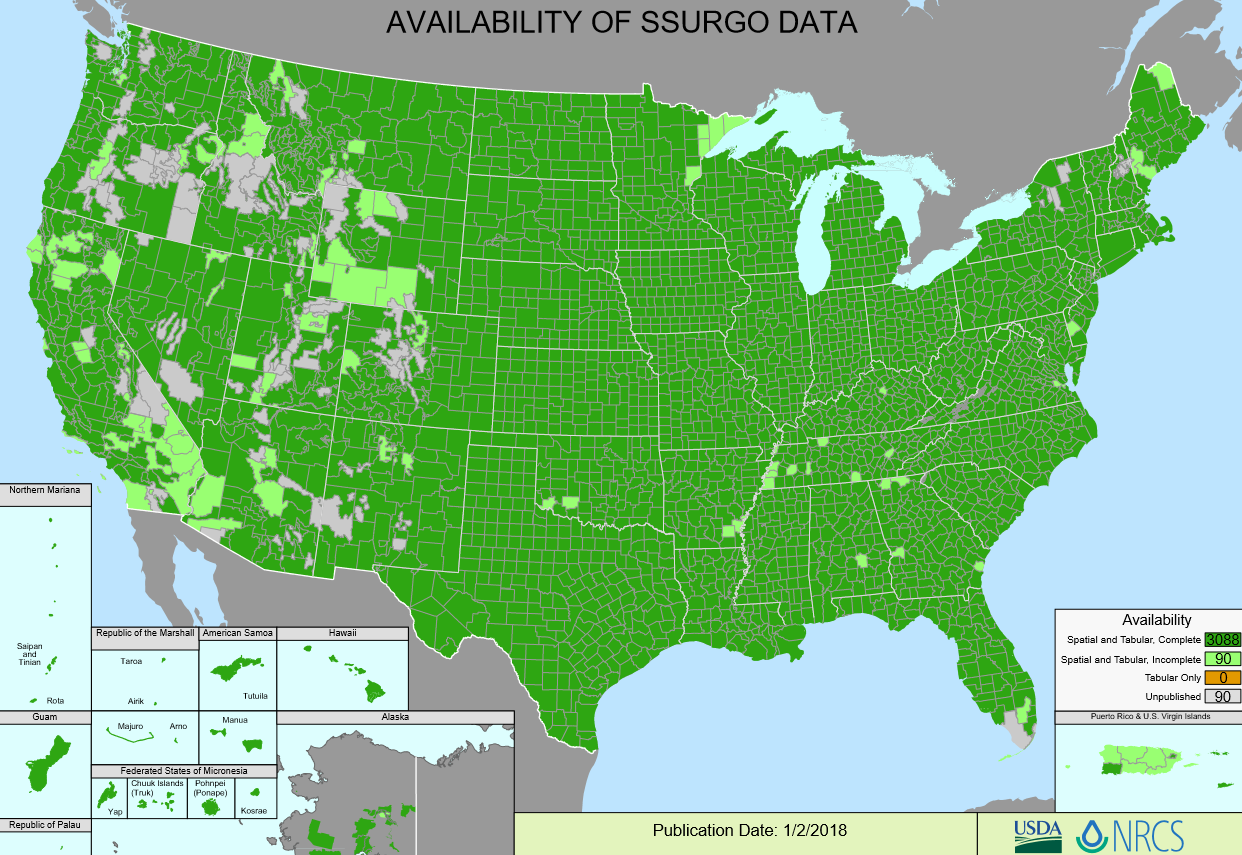 AVAILABILITY OF SSURGO DATA
Northern Mariana
Saipan
and
Tinian
Rota
Republic of the Marshall
Taroa
Airik
American Samoa
Tutuila
Hawaii
Guam
Majuro
Arno
Manua
Alaska
Federated States of Micronesia
Yap
Chuuk Islands
(Truk)
Pohnpei
(Ponape)
Kosrae
Republic of Palau
Availability
Spatial and Tabular, Complete 3088
Spatial and Tabular, Incomplete 90
Tabular Only 0
Unpublished 90
Puerto Rico & U.S. Virgin Islands
Publication Date: 1/2/2018
USDA
NRCS